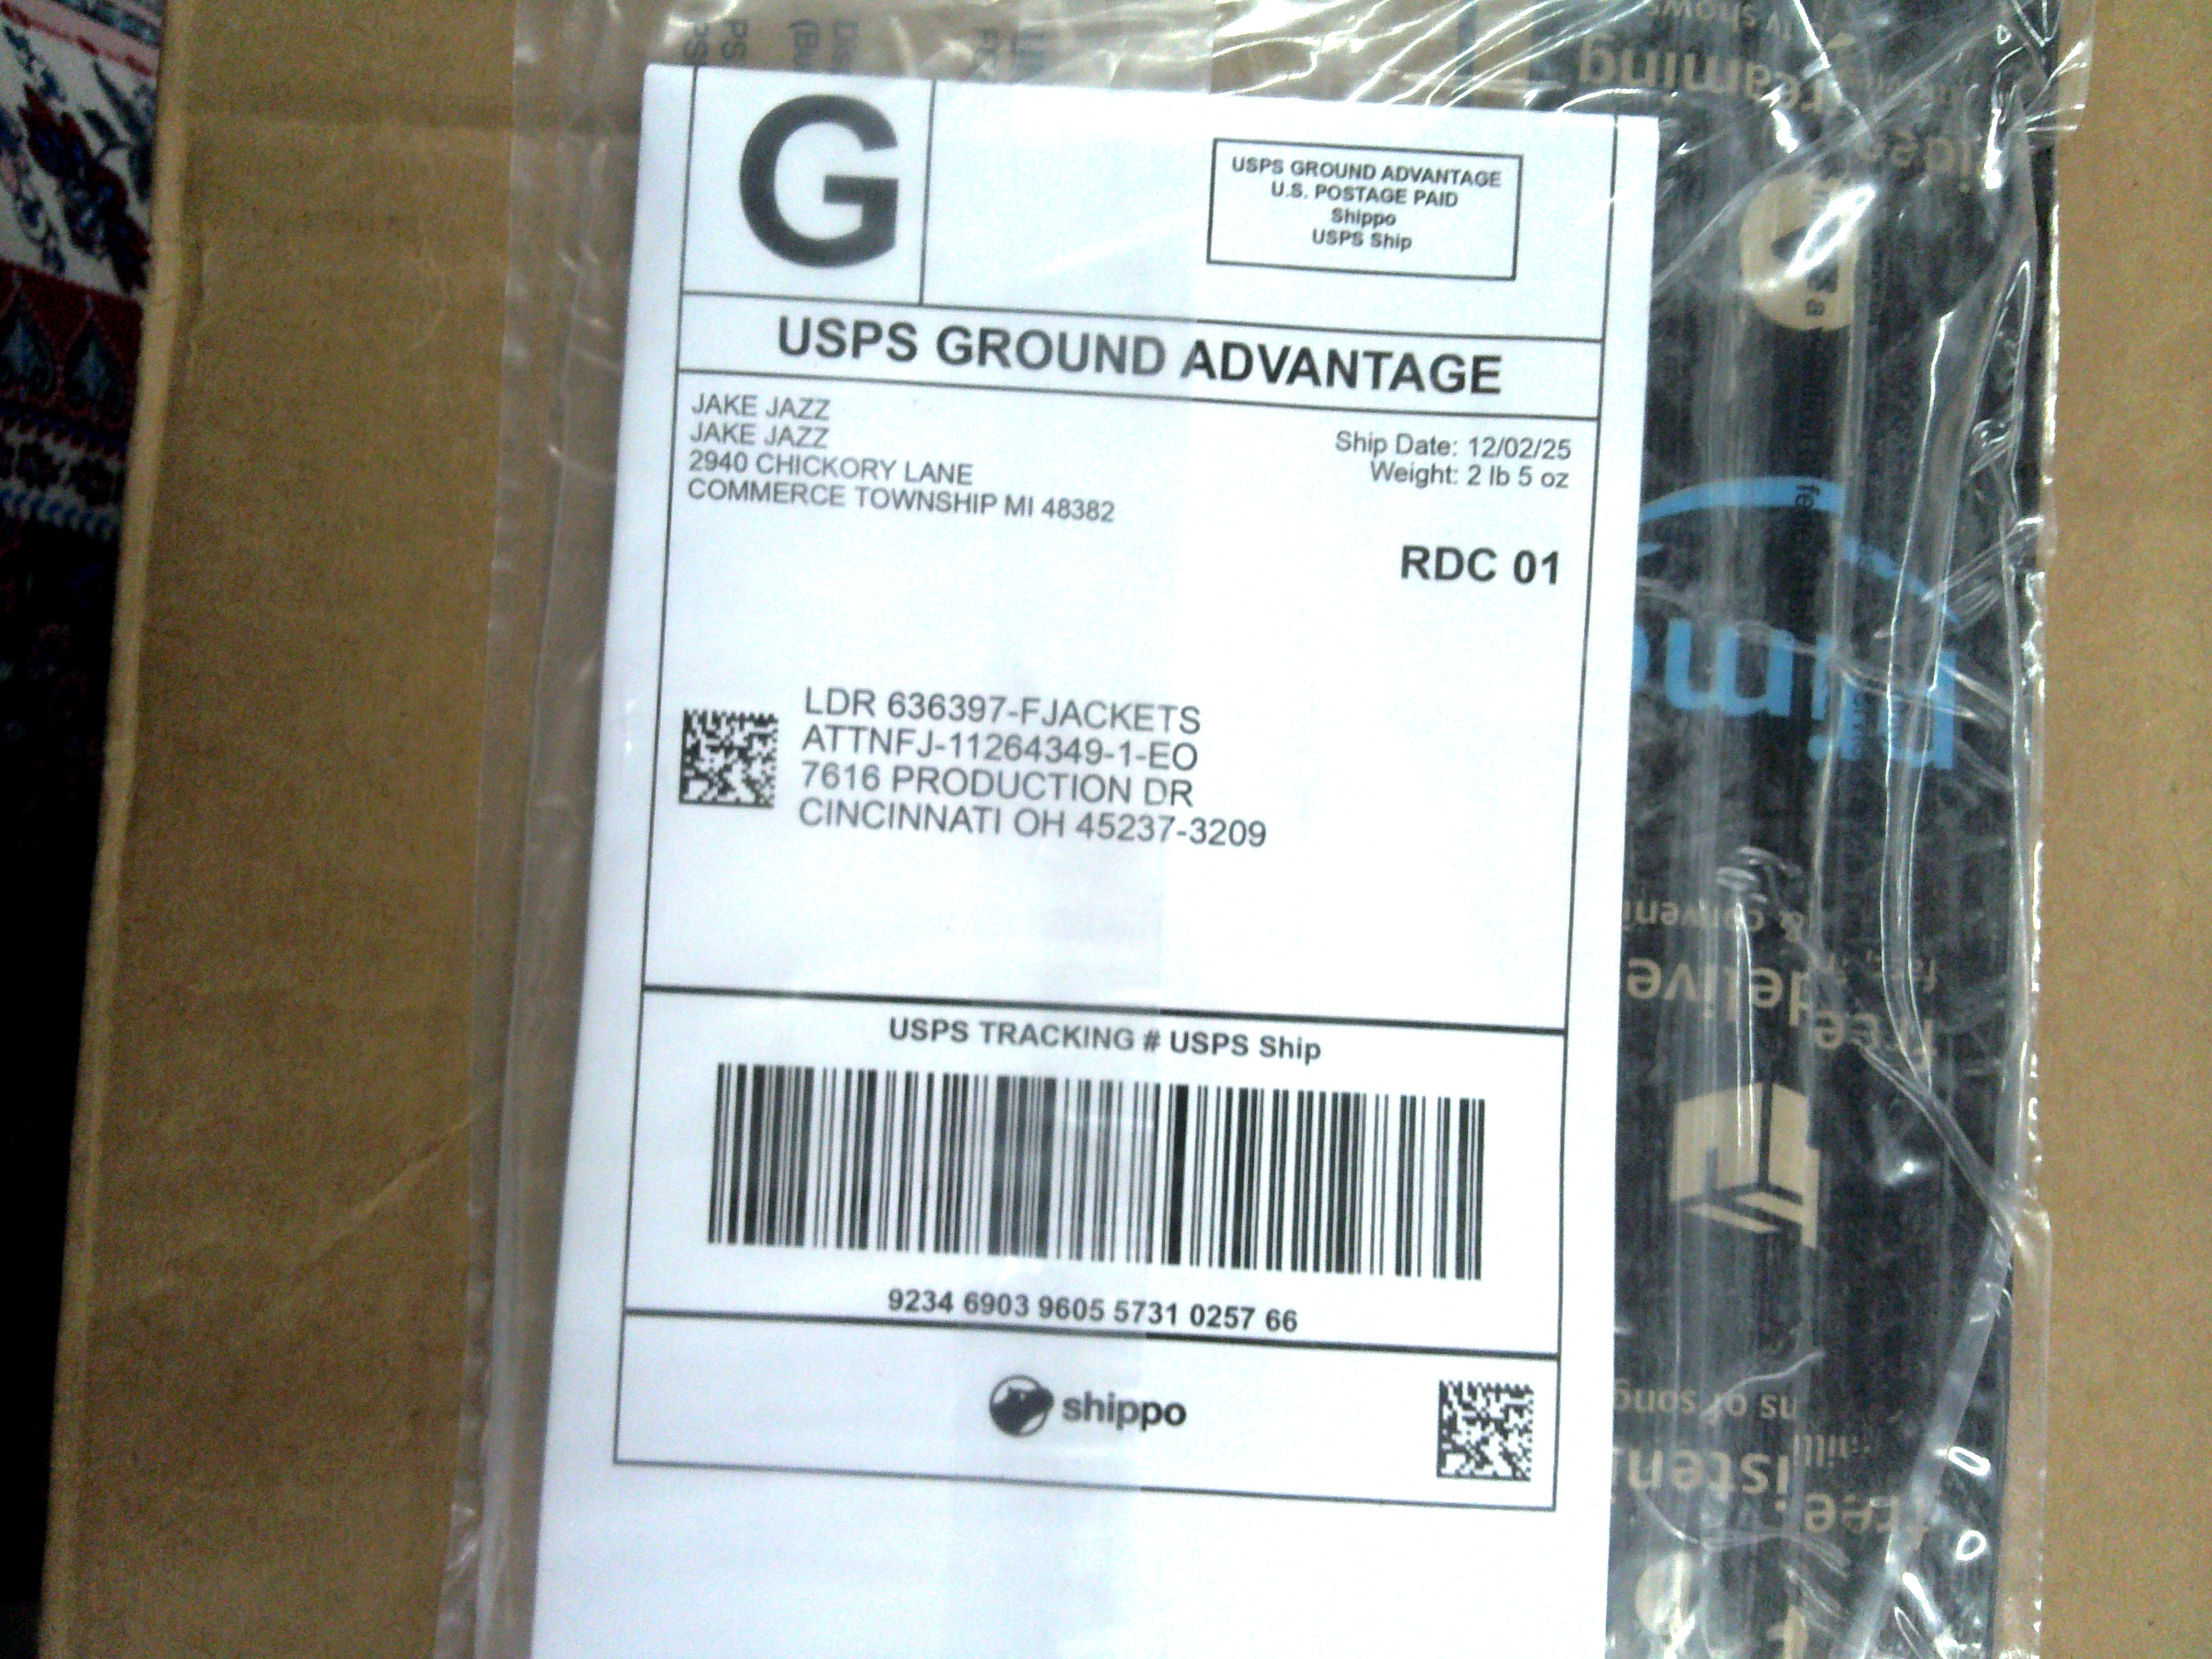 G
USPS GROUND ADVANTAGE
U.S. POSTAGE PAID
Shippo
USPS Ship
USPS GROUND ADVANTAGE
JAKE JAZZ
JAKE JAZZ
2940 CHICKORY LANE
COMMERCE TOWNSHIP MI 48382
Ship Date: 12/02/25
Weight: 2 lb 5 oz
RDC 01
LDR 636397-FJACKETS
ATTNFJ-11264349-1-EO
7616 PRODUCTION DR
CINCINNATI OH 45237-3209
USPS TRACKING # USPS Ship
9234 6903 9605 5731 0257 66
shippo